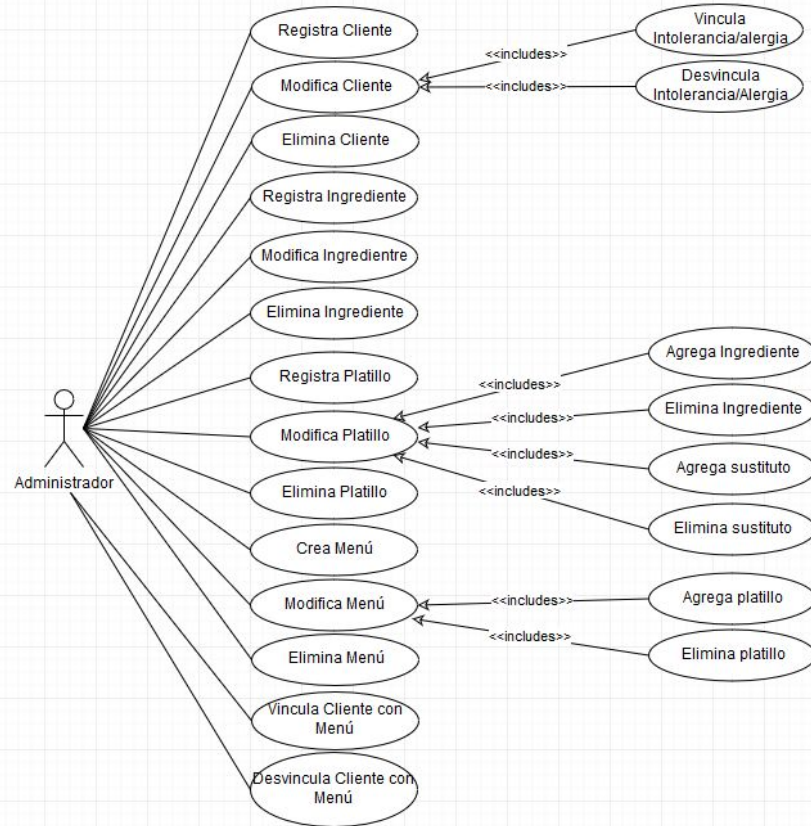 Registra Cliente
Modifica Cliente
Elimina Cliente
Registra Ingrediente
Modifica Ingredientre
Elimina Ingrediente
Registra Platillo
Modifica Platillo
Elimina Platillo
Crea Menú
Modifica Menú
Elimina Menú
Vincula Cliente con
Menú
Desvincula Cliente con
Menú
Administrador
<<includes>>
<<includes>>
Vincula
Intolerancia/alergia
Desvincula
Intolerancia/Alergia
<<includes>>
<<includes>>
<<includes>>
<<includes>>
Agrega Ingrediente
Elimina Ingrediente
Agrega sustituto
Elimina sustituto
<<includes>>
<<includes>>
Agrega platillo
Elimina platillo